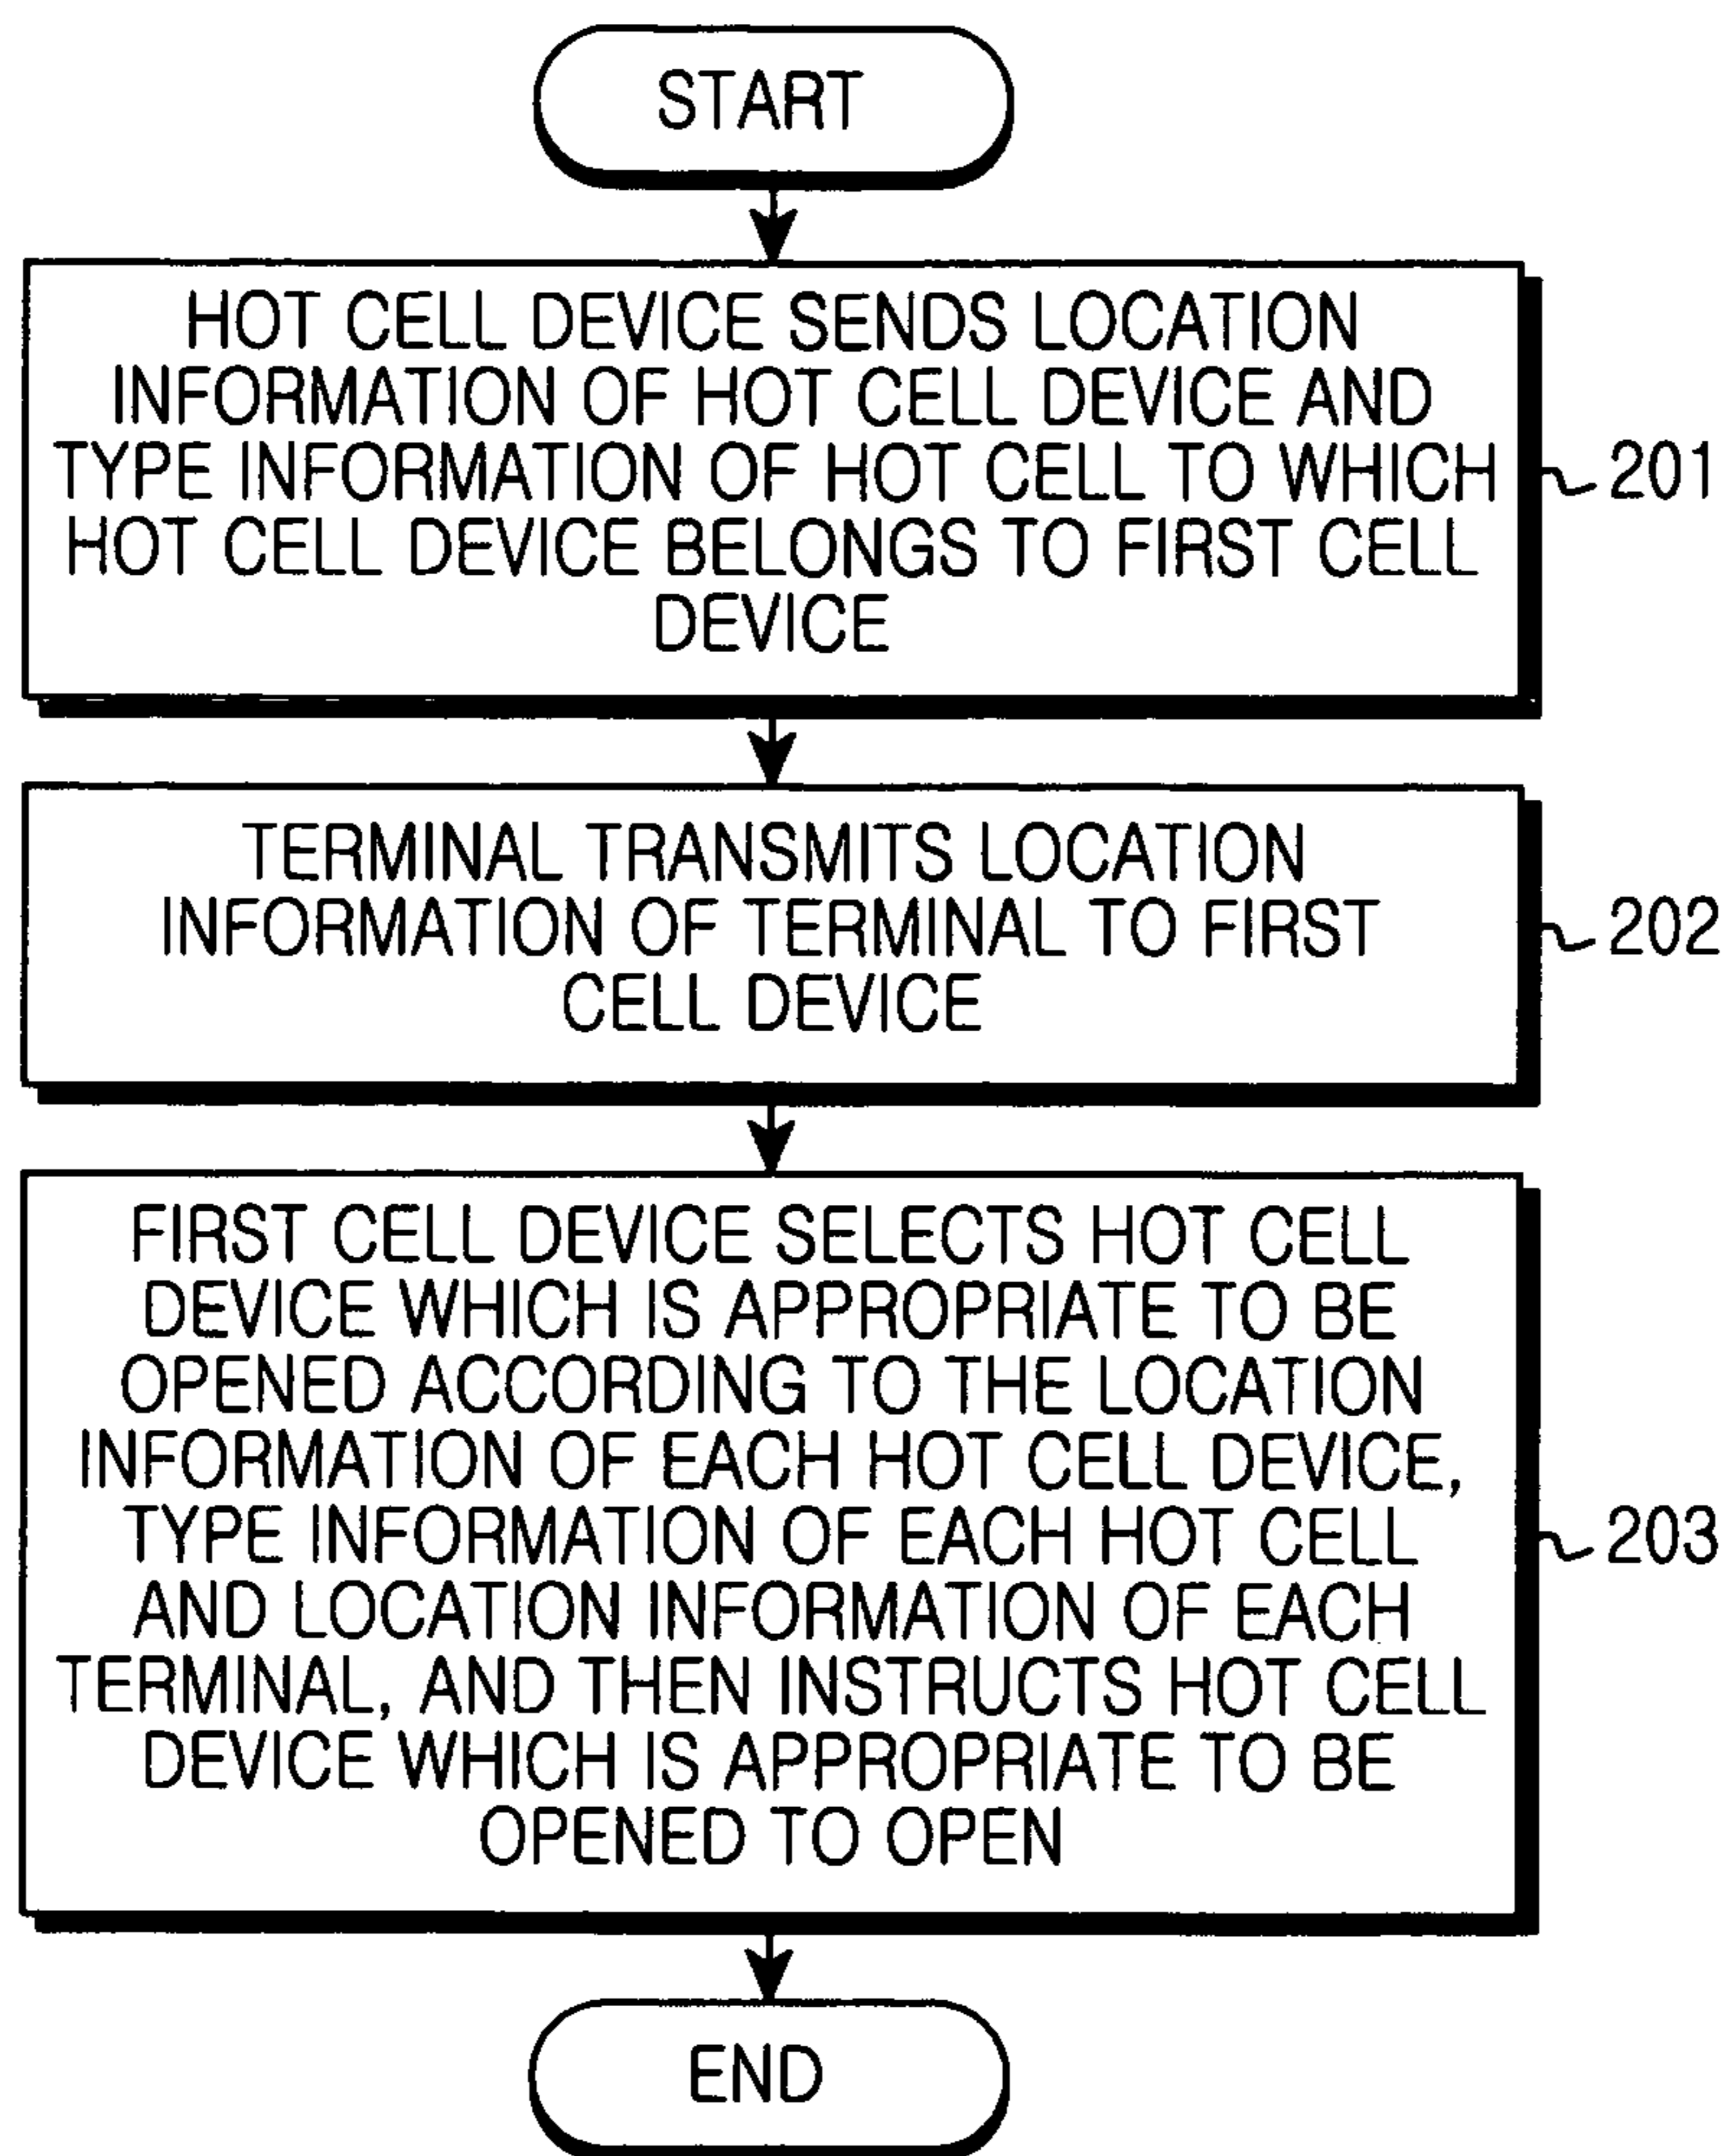 START
HOT CELL DEVICE SENDS LOCATION
INFORMATION OF HOT CELL DEVICE AND
TYPE INFORMATION OF HOT CELL TO WHICH
HOT CELL DEVICE BELONGS TO FIRST CELL
DEVICE
201
TERMINAL TRANSMITS LOCATION
INFORMATION OF TERMINAL TO FIRST
CELL DEVICE
202
FIRST CELL DEVICE SELECTS HOT CELL
DEVICE WHICH IS APPROPRIATE TO BE
OPENED ACCORDING TO THE LOCATION
INFORMATION OF EACH HOT CELL DEVICE,
TYPE INFORMATION OF EACH HOT CELL
AND LOCATION INFORMATION OF EACH
TERMINAL, AND THEN INSTRUCTS HOT CELL
DEVICE WHICH IS APPROPRIATE TO BE
OPENED TO OPEN
203
END